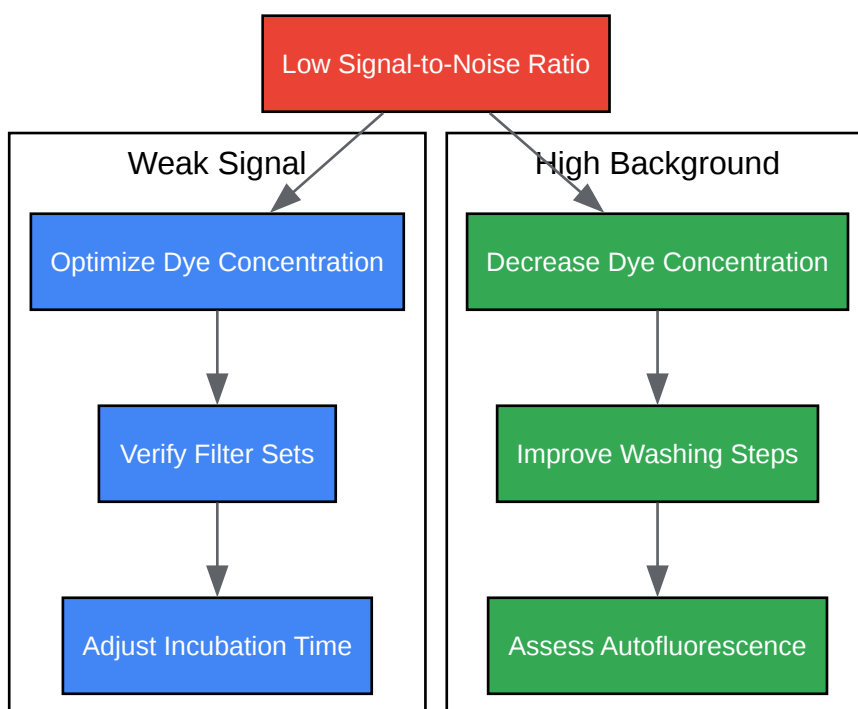 Low Signal-to-Noise Ratio
Weak Signal
Optimize Dye Concentration
Verify Filter Sets
Adjust Incubation Time
High Background
Decrease Dye Concentration
Improve Washing Steps
Assess Autofluorescence